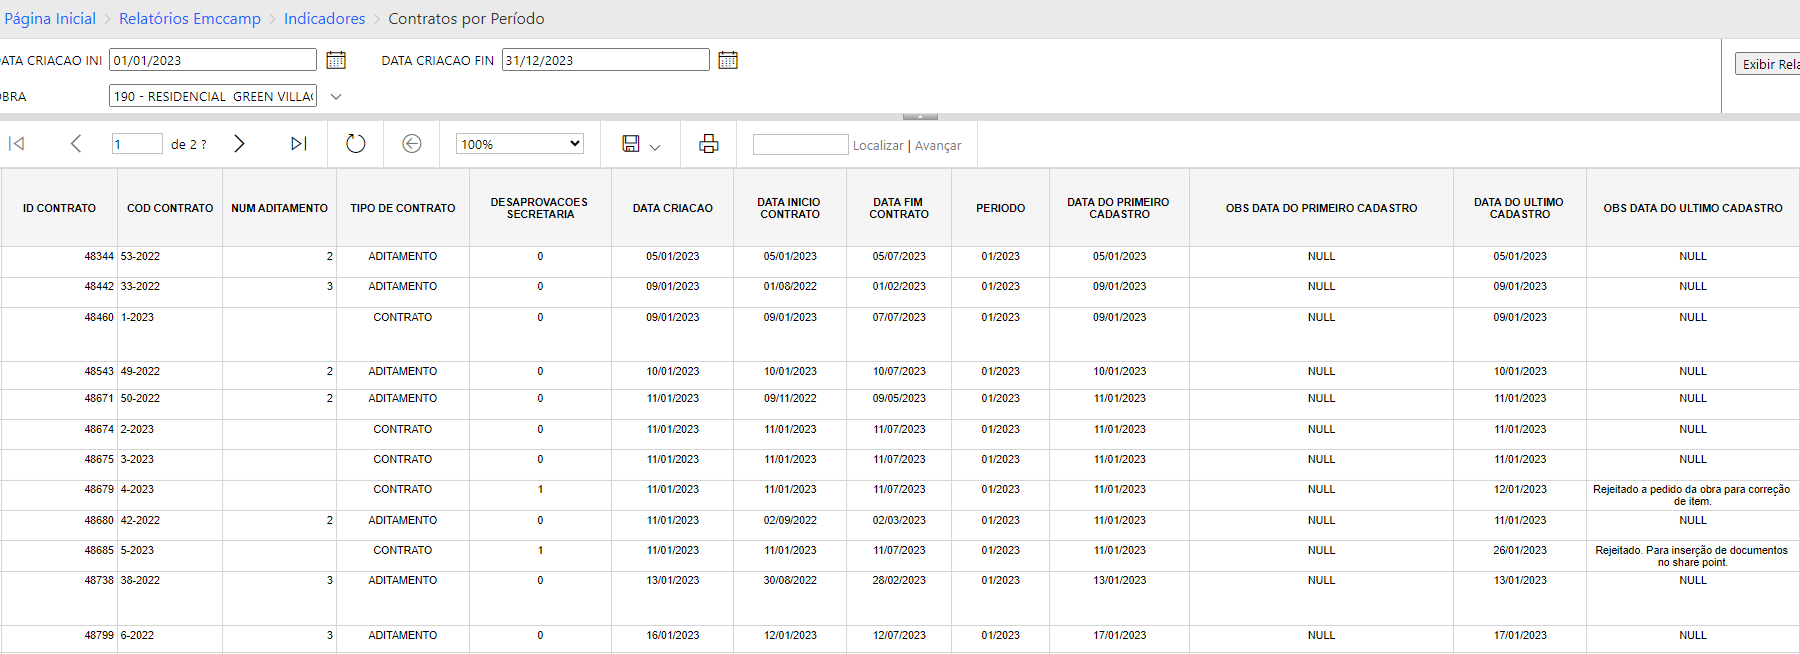 Página Inicial > Relatórios Emccamp > Indicadores > Contratos por Período
DATA CRIACAO INI 01/01/2023 DATA CRIACAO FIN 31/12/2023 Exibir Rela
OBRA 190 - RESIDENCIAL GREEN VILLA
1 de 2 ? 100% Localizar | Avançar
ID CONTRATO COD CONTRATO NUM ADITAMENTO TIPO DE CONTRATO DESAPROVACOES SECRETARIA DATA CRIACAO DATA INICIO CONTRATO DATA FIM CONTRATO PERIODO DATA DO PRIMEIRO CADASTRO OBS DATA DO PRIMEIRO CADASTRO DATA DO ULTIMO CADASTRO OBS DATA DO ULTIMO CADASTRO
48344 53-2022 2 ADITAMENTO 0 05/01/2023 05/01/2023 05/07/2023 01/2023 05/01/2023 NULL 05/01/2023 NULL
48442 33-2022 3 ADITAMENTO 0 09/01/2023 01/08/2022 01/02/2023 01/2023 09/01/2023 NULL 09/01/2023 NULL
48460 1-2023 CONTRATO 0 09/01/2023 09/01/2023 07/07/2023 01/2023 09/01/2023 NULL 09/01/2023 NULL
48543 49-2022 2 ADITAMENTO 0 10/01/2023 10/01/2023 10/07/2023 01/2023 10/01/2023 NULL 10/01/2023 NULL
48671 50-2022 2 ADITAMENTO 0 11/01/2023 09/11/2022 09/05/2023 01/2023 11/01/2023 NULL 11/01/2023 NULL
48674 2-2023 CONTRATO 0 11/01/2023 11/01/2023 11/07/2023 01/2023 11/01/2023 NULL 11/01/2023 NULL
48675 3-2023 CONTRATO 0 11/01/2023 11/01/2023 11/07/2023 01/2023 11/01/2023 NULL 11/01/2023 NULL
48679 4-2023 CONTRATO 1 11/01/2023 11/01/2023 11/07/2023 01/2023 11/01/2023 NULL 12/01/2023 Rejeitado a pedido da obra para correção de item.
48680 42-2022 2 ADITAMENTO 0 11/01/2023 02/09/2022 02/03/2023 01/2023 11/01/2023 NULL 11/01/2023 NULL
48685 5-2023 CONTRATO 1 11/01/2023 11/01/2023 11/07/2023 01/2023 11/01/2023 NULL 26/01/2023 Rejeitado. Para inserção de documentos no share point.
48738 38-2022 3 ADITAMENTO 0 13/01/2023 30/08/2022 28/02/2023 01/2023 13/01/2023 NULL 13/01/2023 NULL
48799 6-2022 3 ADITAMENTO 0 16/01/2023 12/01/2023 12/07/2023 01/2023 17/01/2023 NULL 17/01/2023 NULL